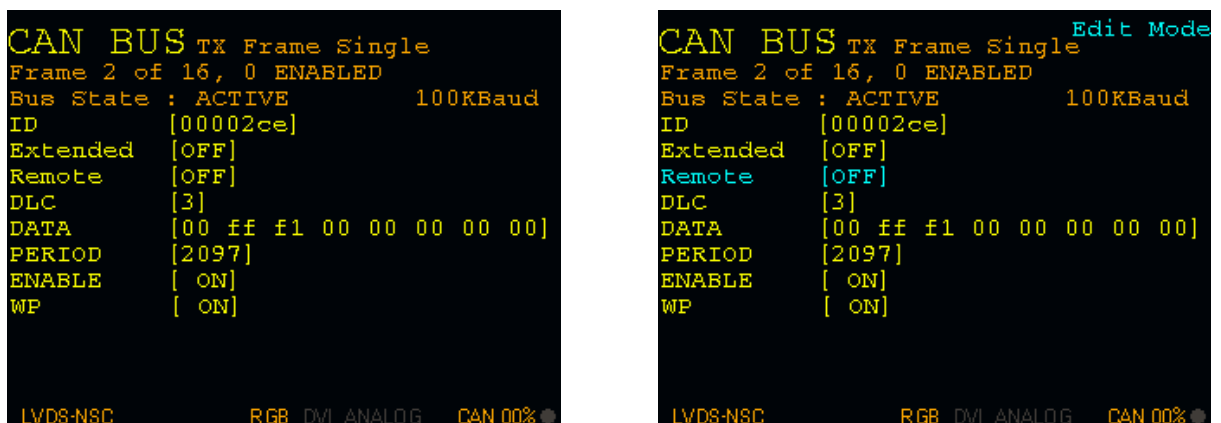 CAN BUS TX Frame Single
Frame 2 of 16, 0 ENABLED
Bus State : ACTIVE 100KBaud
ID [00002ce]
Extended [OFF]
Remote [OFF]
DLC [3]
DATA [00 ff f1 00 00 00 00 00]
PERIOD [2097]
ENABLE [ ON]
WP [ ON]
LVDS-NSC RGB DVI ANALOG CAN 00%
Edit Mode
CAN BUS TX Frame Single
Frame 2 of 16, 0 ENABLED
Bus State : ACTIVE 100KBaud
ID [00002ce]
Extended [OFF]
Remote [OFF]
DLC [3]
DATA [00 ff f1 00 00 00 00 00]
PERIOD [2097]
ENABLE [ ON]
WP [ ON]
LVDS-NSC RGB DVI ANALOG CAN 00%